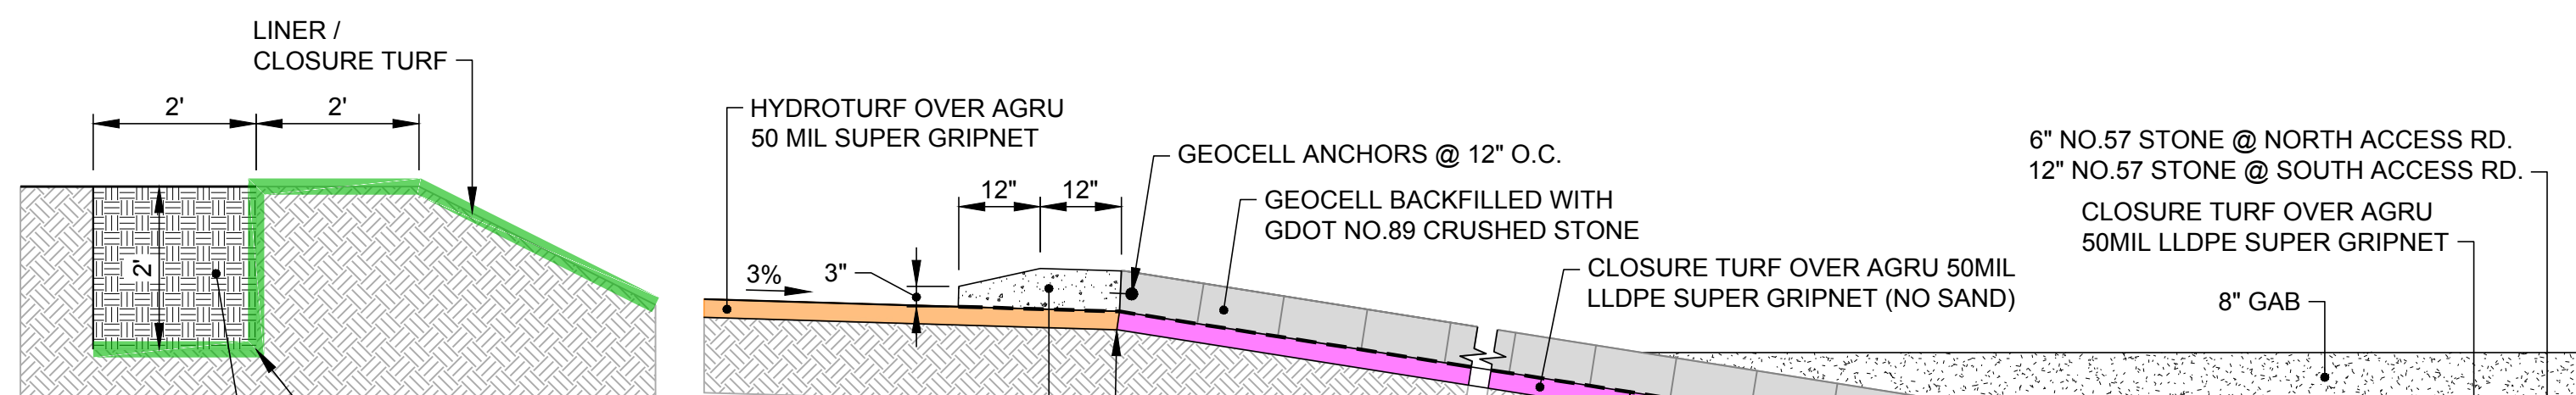 LINER /
CLOSURE TURF
2'
2'
2'
HYDROTURF OVER AGRU
50 MIL SUPER GRIPNET
GEOCELL ANCHORS @ 12" O.C.
12"
12"
GEOCELL BACKFILLED WITH
GDOT NO.89 CRUSHED STONE
3%
3"
CLOSURE TURF OVER AGRU 50MIL
LLDPE SUPER GRIPNET (NO SAND)
6" NO.57 STONE @ NORTH ACCESS RD.
12" NO.57 STONE @ SOUTH ACCESS RD.
CLOSURE TURF OVER AGRU
50MIL LLDPE SUPER GRIPNET
8" GAB